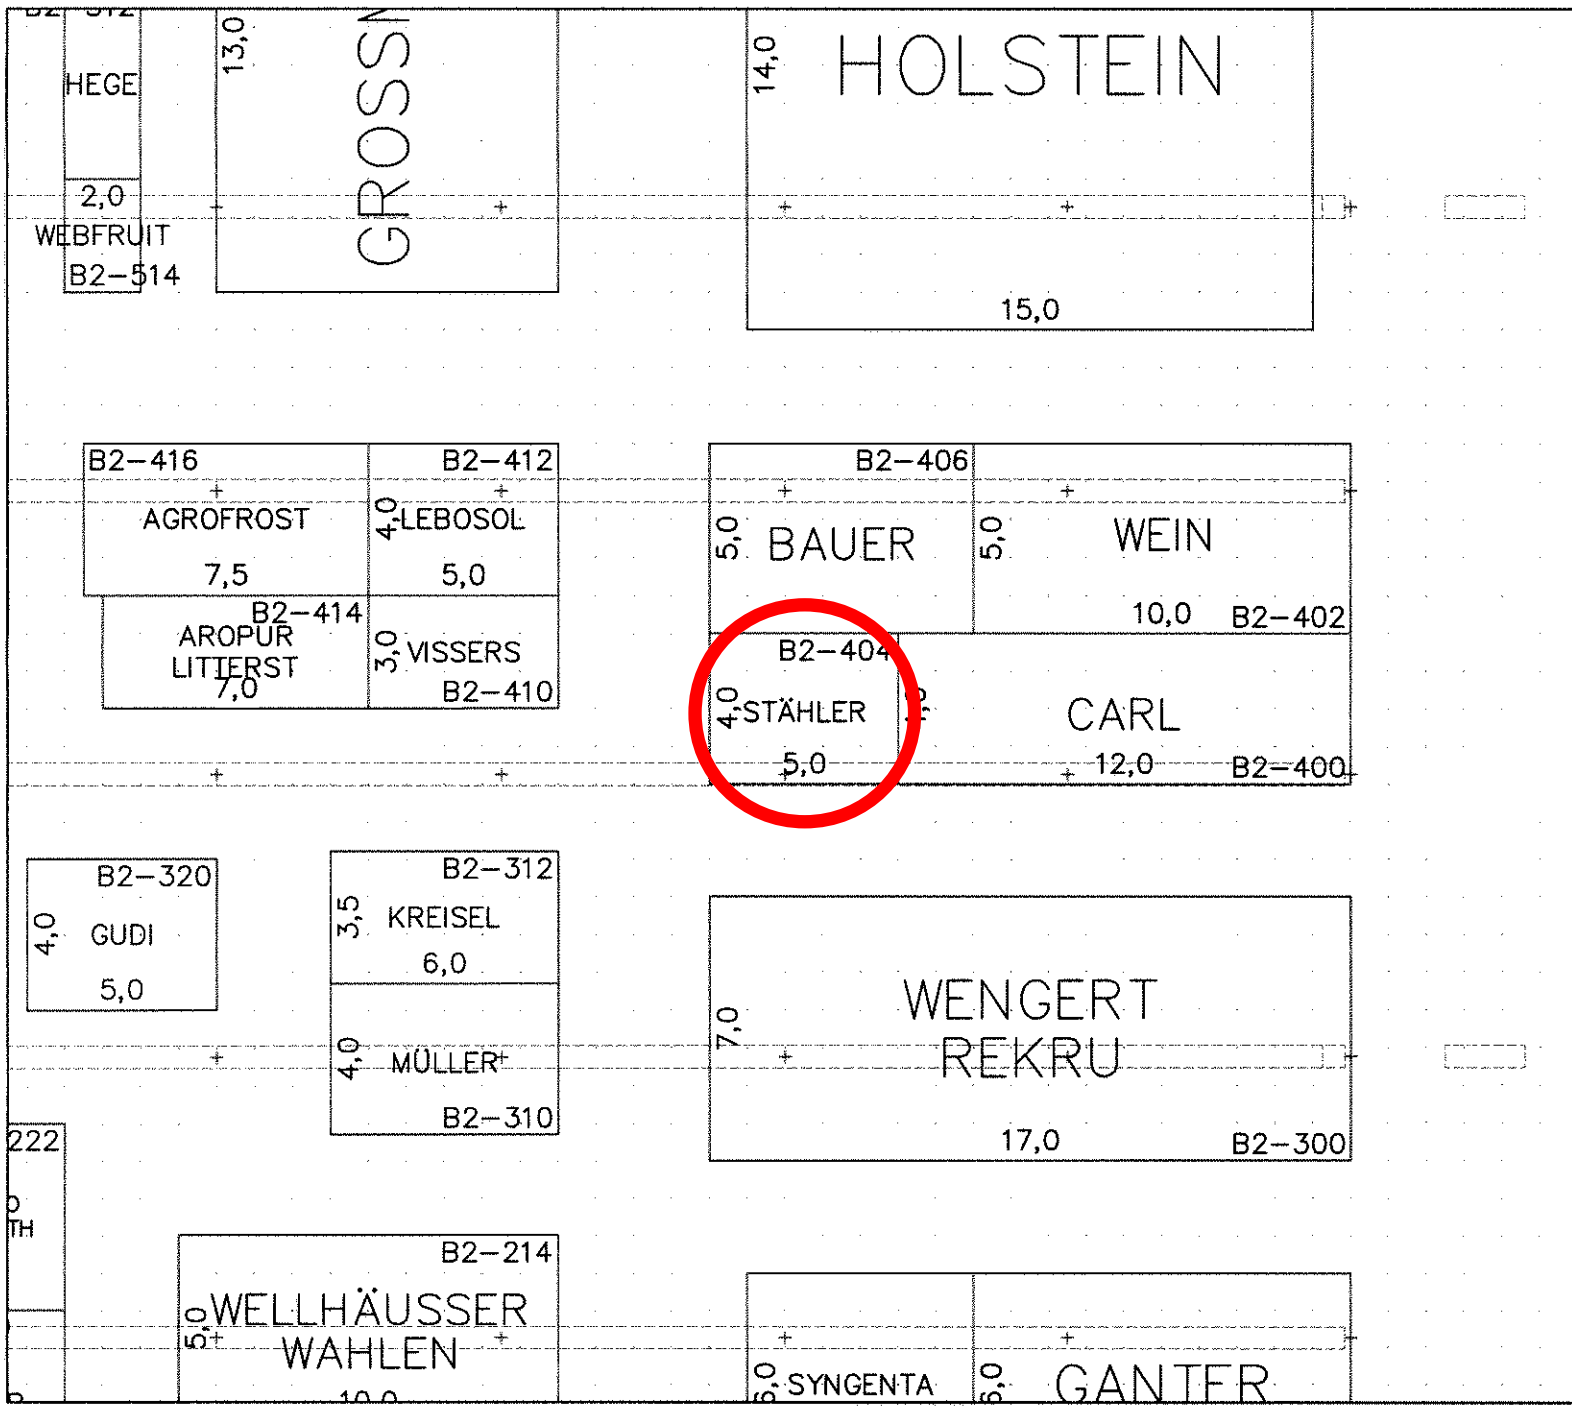 HEGE
13,0
14,0
HOLSTEIN
2,0
WEBFRUIT
B2-514
15,0
B2-416
B2-412
B2-406
AGROFROST
4,0
LEBOSOL
5,0
BAUER
5,0
WEIN
7,5
5,0
10,0
B2-402
B2-414
AROPUR
LITTERST
7,0
3,0
VISSERS
B2-410
B2-404
4,0
STÄHLER
5,0
CARL
12,0
B2-400
B2-320
4,0
GUDI
5,0
B2-312
3,5
KREISEL
6,0
4,0
MÜLLER
B2-310
7,0
WENGERT
REKRU
17,0
B2-300
222
TH
B2-214
5,0
WELLHÄUSSER
WAHLEN
10,0
6,0
SYNGENTA
6,0
GANTER